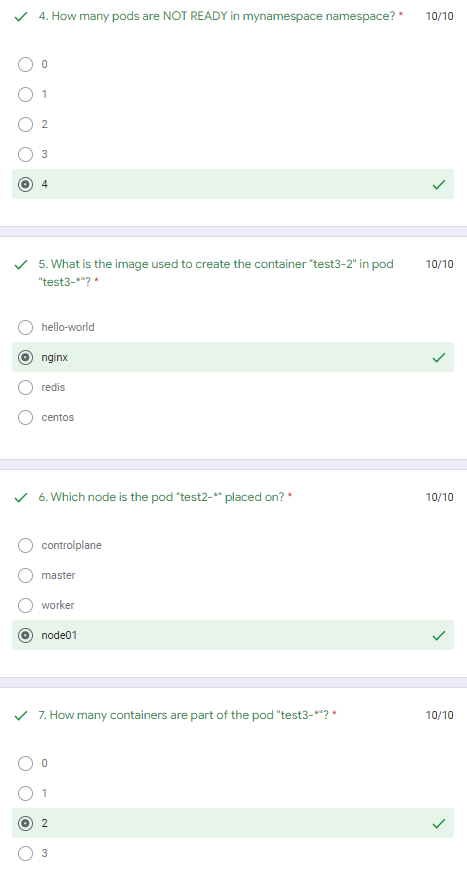 4. How many pods are NOT READY in mynamespace namespace? * 10/10
0
1
2
3
4
5. What is the image used to create the container "test3-2" in pod 10/10
"test3-*"? *
hello-world
nginx
redis
centos
6. Which node is the pod "test2-*" placed on? * 10/10
controlplane
master
worker
node01
7. How many containers are part of the pod "test3-*"? * 10/10
0
1
2
3